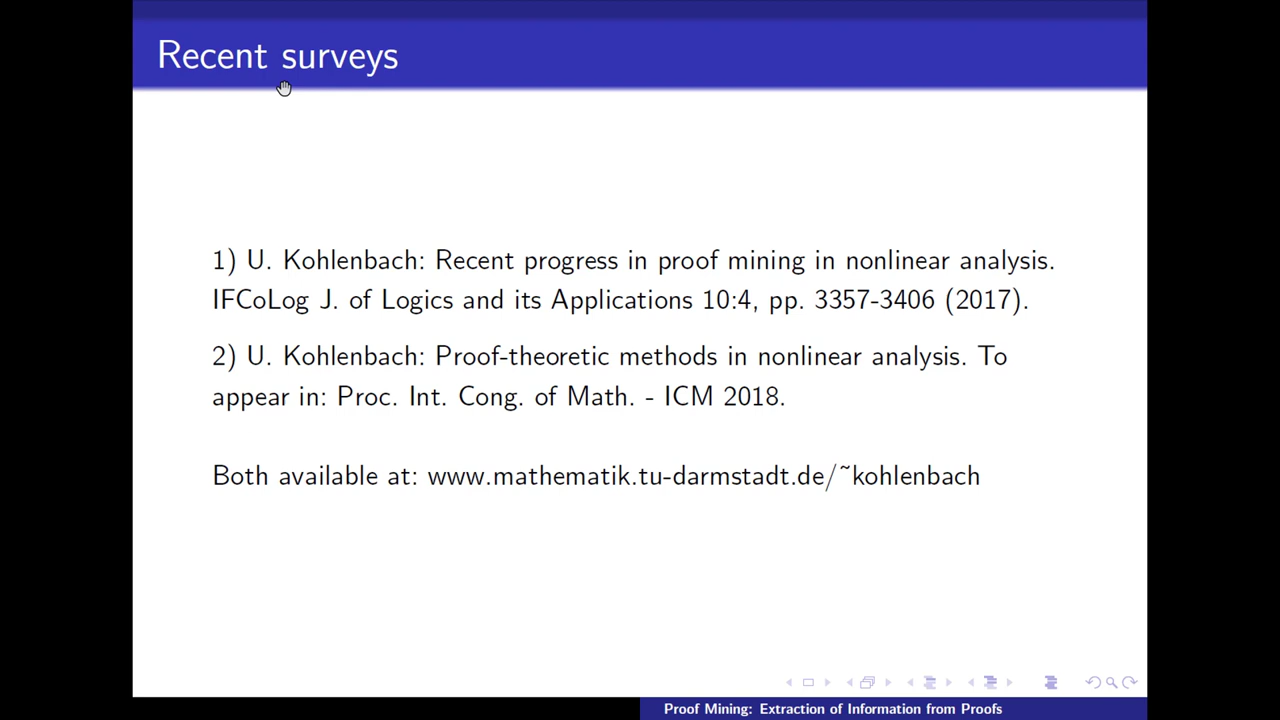 Recent surveys
1) U. Kohlenbach: Recent progress in proof mining in nonlinear analysis.
IFCoLog J. of Logics and its Applications 10:4, pp. 3357-3406 (2017).
2) U. Kohlenbach: Proof-theoretic methods in nonlinear analysis. To
appear in: Proc. Int. Cong. of Math. - ICM 2018.
Both available at: www.mathematik.tu-darmstadt.de/~kohlenbach
Proof Mining: Extraction of Information from Proofs